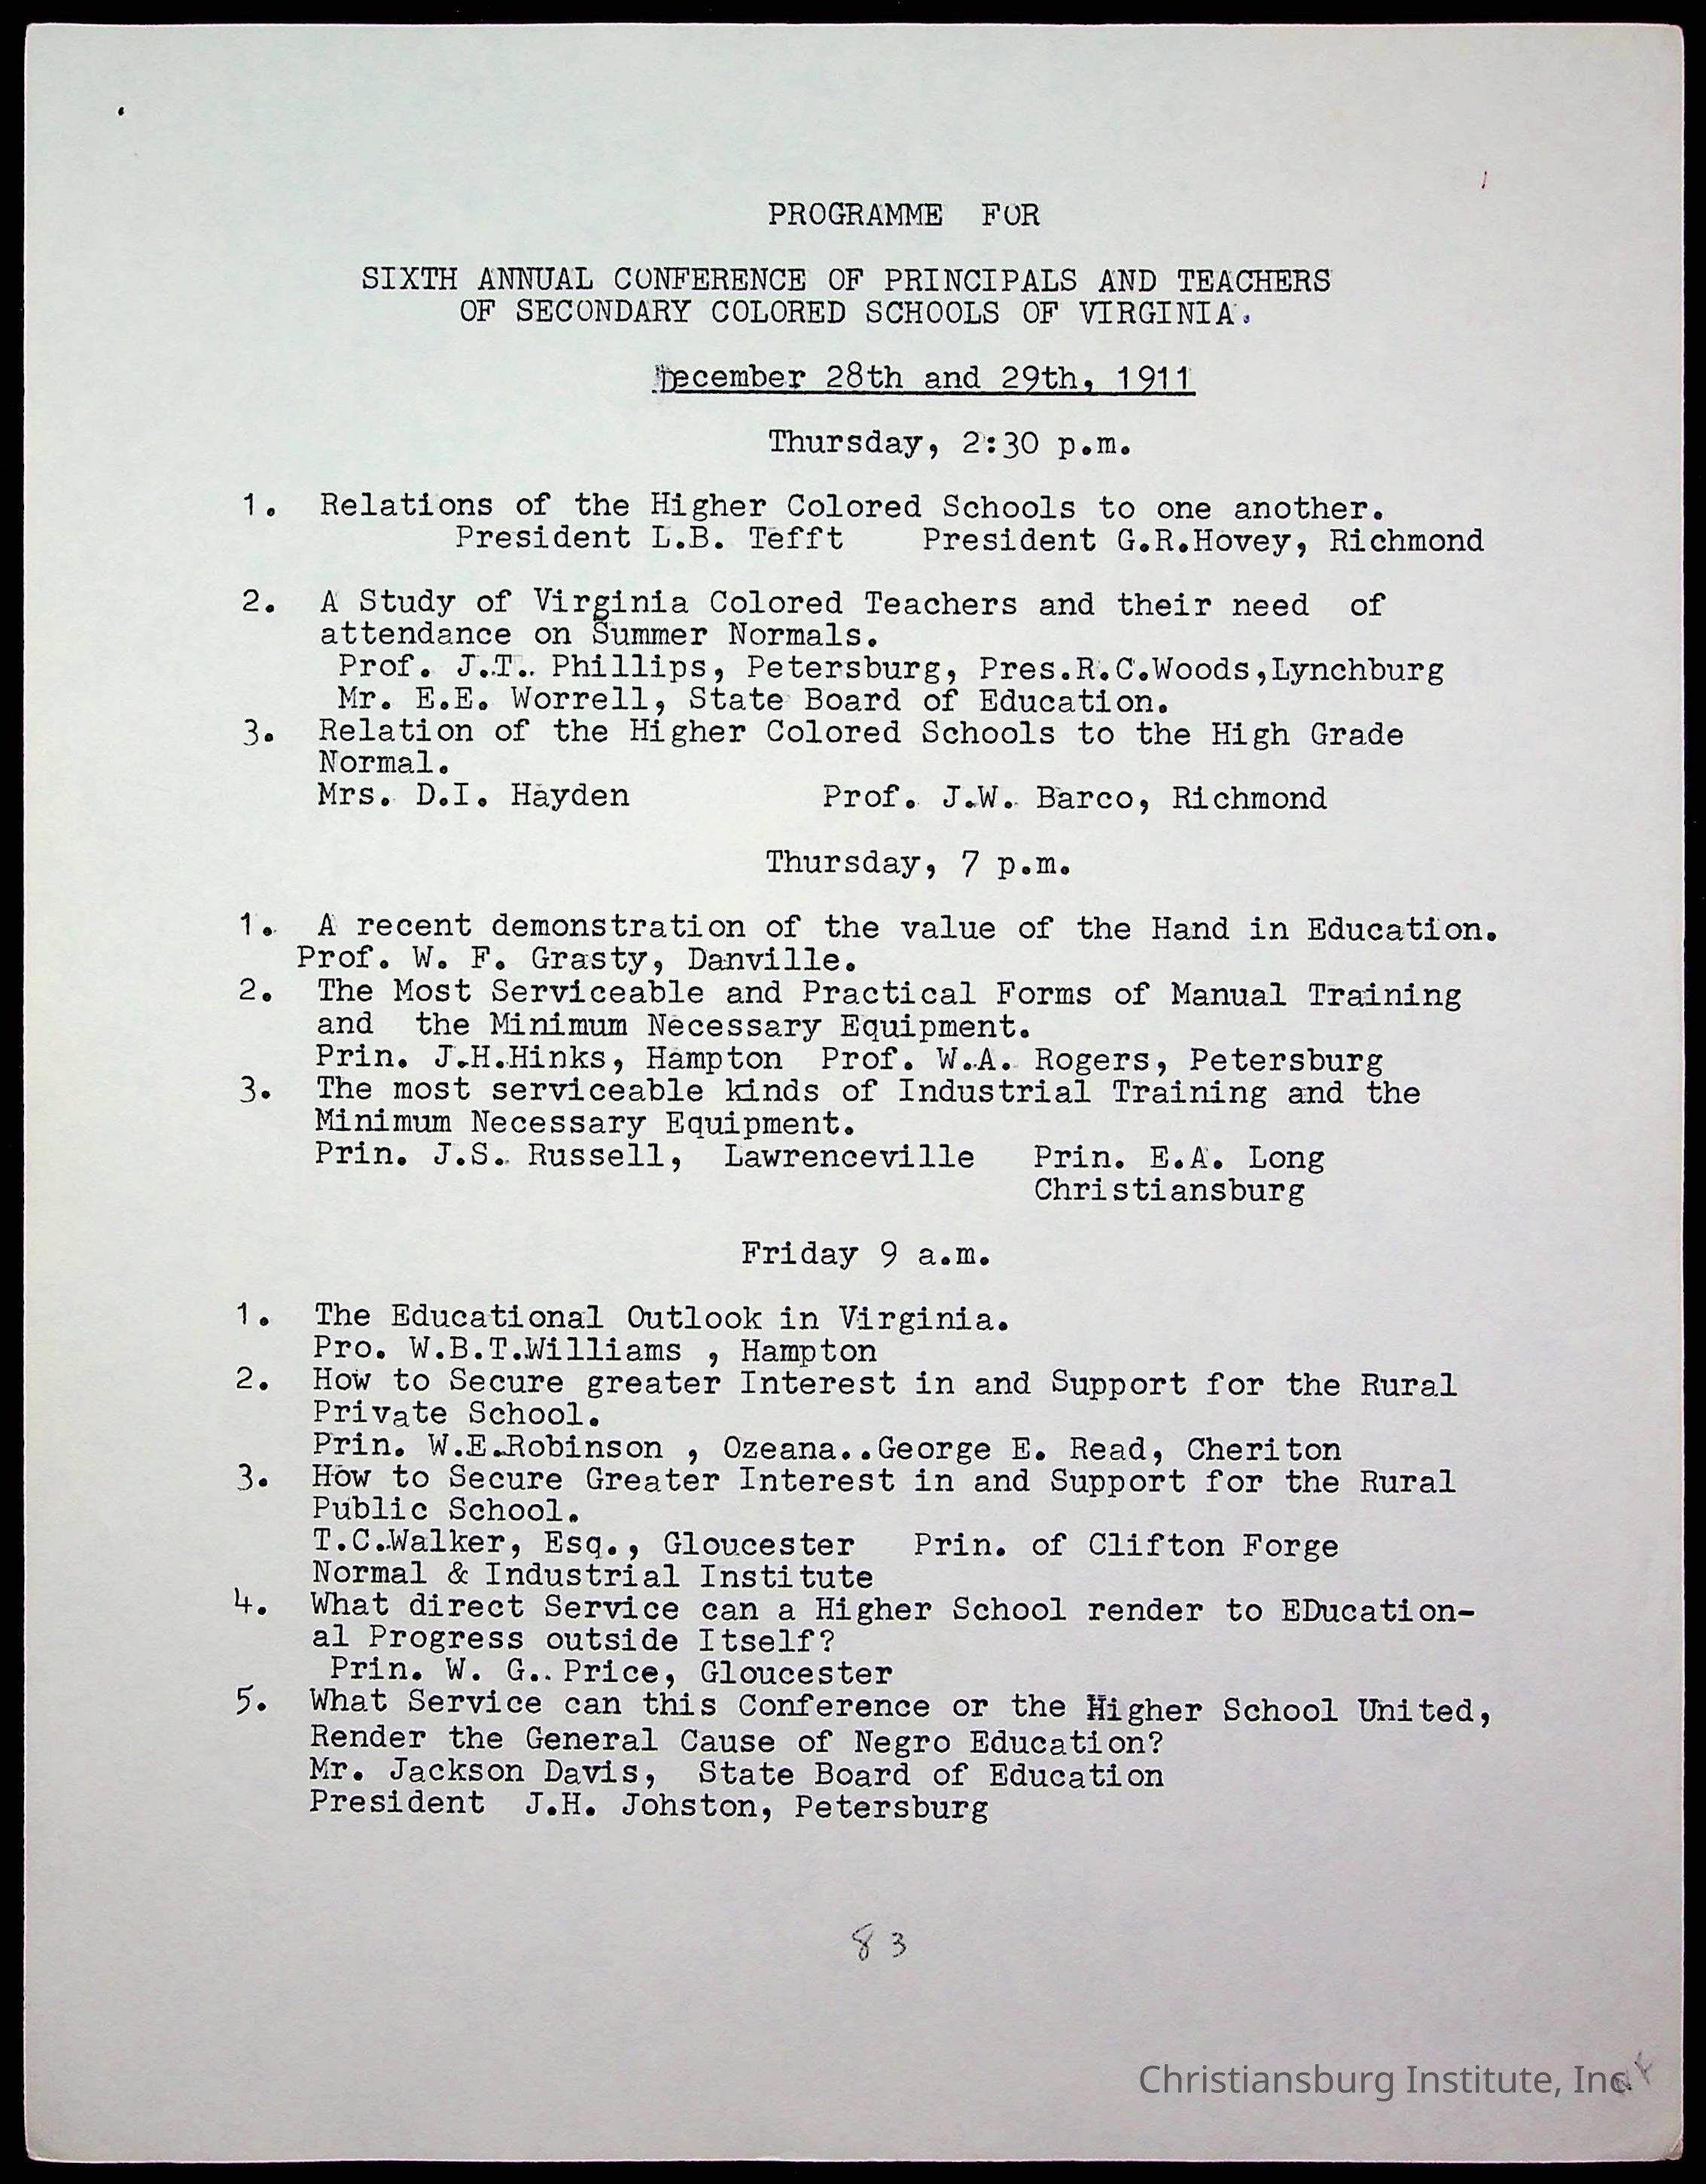 PROGRAMME FOR
SIXTH ANNUAL CONFERENCE OF PRINCIPALS AND TEACHERS
OF SECONDARY COLORED SCHOOLS OF VIRGINIA.
December 28th and 29th, 1911
Thursday, 2:30 p.m.
1. Relations of the Higher Colored Schools to one another.
President L.B. Tefft President G.R.Hovey, Richmond
2. A Study of Virginia Colored Teachers and their need of
attendance on Summer Normals.
Prof. J.T. Phillips, Petersburg, Pres.R.C.Woods,Lynchburg
Mr. E.E. Worrell, State Board of Education.
3. Relation of the Higher Colored Schools to the High Grade
Normal.
Mrs. D.I. Hayden Prof. J.W. Barco, Richmond
Thursday, 7 p.m.
1. A recent demonstration of the value of the Hand in Education.
Prof. W. F. Grasty, Danville.
2. The Most Serviceable and Practical Forms of Manual Training
and the Minimum Necessary Equipment.
Prin. J.H.Hinks, Hampton Prof. W.A. Rogers, Petersburg
3. The most serviceable kinds of Industrial Training and the
Minimum Necessary Equipment.
Prin. J.S. Russell, Lawrenceville Prin. E.A. Long
Christiansburg
Friday 9 a.m.
1. The Educational Outlook in Virginia.
Pro. W.B.T.Williams , Hampton
2. How to Secure greater Interest in and Support for the Rural
Private School.
Prin. W.E.Robinson , Ozeana..George E. Read, Cheriton
3. How to Secure Greater Interest in and Support for the Rural
Public School.
T.C.Walker, Esq., Gloucester Prin. of Clifton Forge
Normal & Industrial Institute
4. What direct Service can a Higher School render to EDucation-
al Progress outside Itself?
Prin. W. G.. Price, Gloucester
5. What Service can this Conference or the Higher School United,
Render the General Cause of Negro Education?
Mr. Jackson Davis, State Board of Education
President J.H. Johston, Petersburg
83
Christiansburg Institute, Inc.